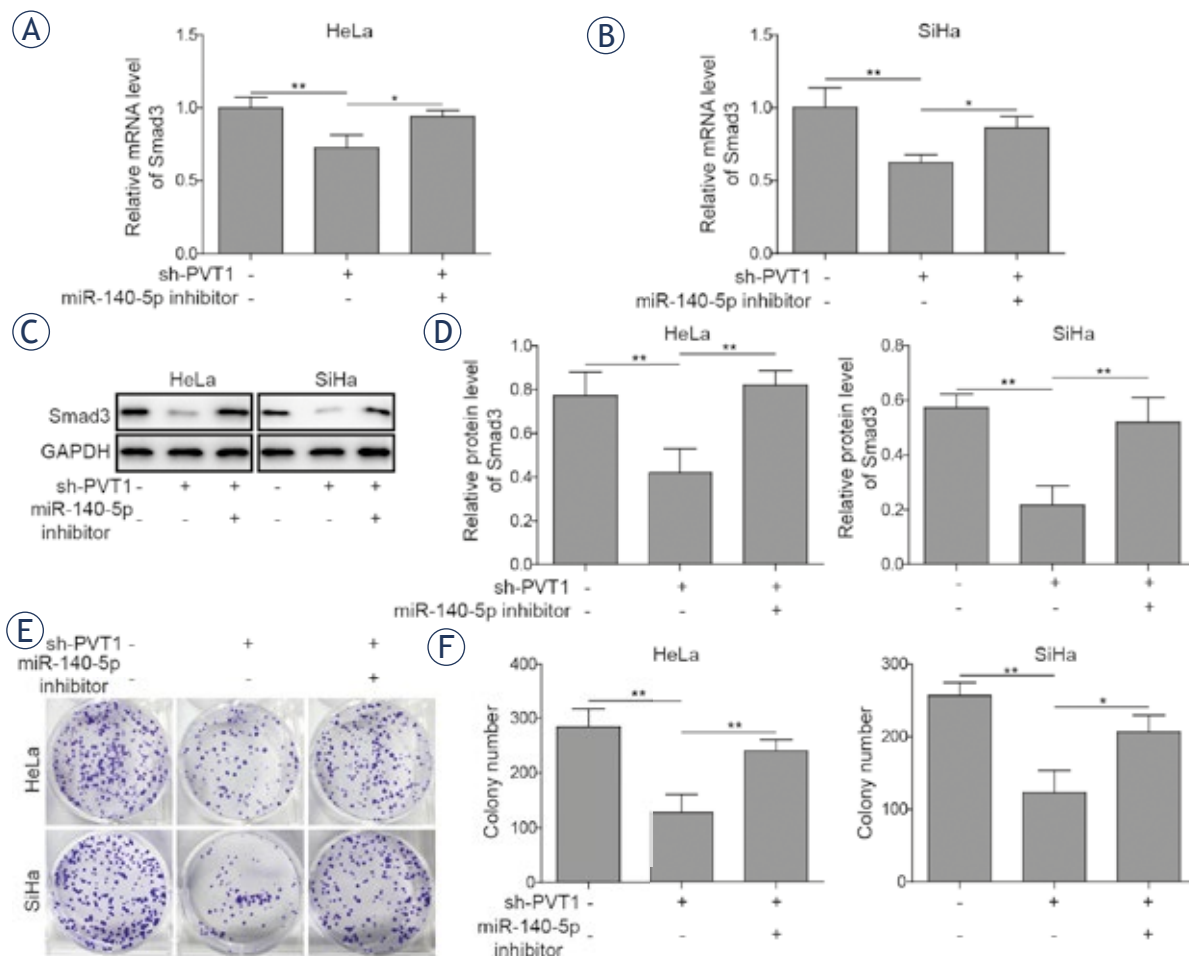 A
HeLa
Relative mRNA level
of Smad3
1.5
1.0
0.5
0.0
** *
sh-PVT1 - + +
miR-140-5p inhibitor - - +
B
SiHa
Relative mRNA level
of Smad3
1.5
1.0
0.5
0.0
** *
sh-PVT1 - + +
miR-140-5p inhibitor - - +
C
HeLa SiHa
Smad3
GAPDH
sh-PVT1 - + + - + +
miR-140-5p
inhibitor - - + - - +
D
HeLa
Relative protein level
of Smad3
1.0
0.8
0.6
0.4
0.2
0.0
** **
sh-PVT1 - + +
miR-140-5p inhibitor - - +
SiHa
Relative protein level
of Smad3
0.8
0.6
0.4
0.2
0.0
** **
- + +
- - +
E
sh-PVT1 - + +
miR-140-5p
inhibitor - - +
HeLa
SiHa
F
HeLa
Colony number
400
300
200
100
0
** **
sh-PVT1 - + +
miR-140-5p
inhibitor - - +
SiHa
Colony number
300
200
100
0
** *
- + +
- - +